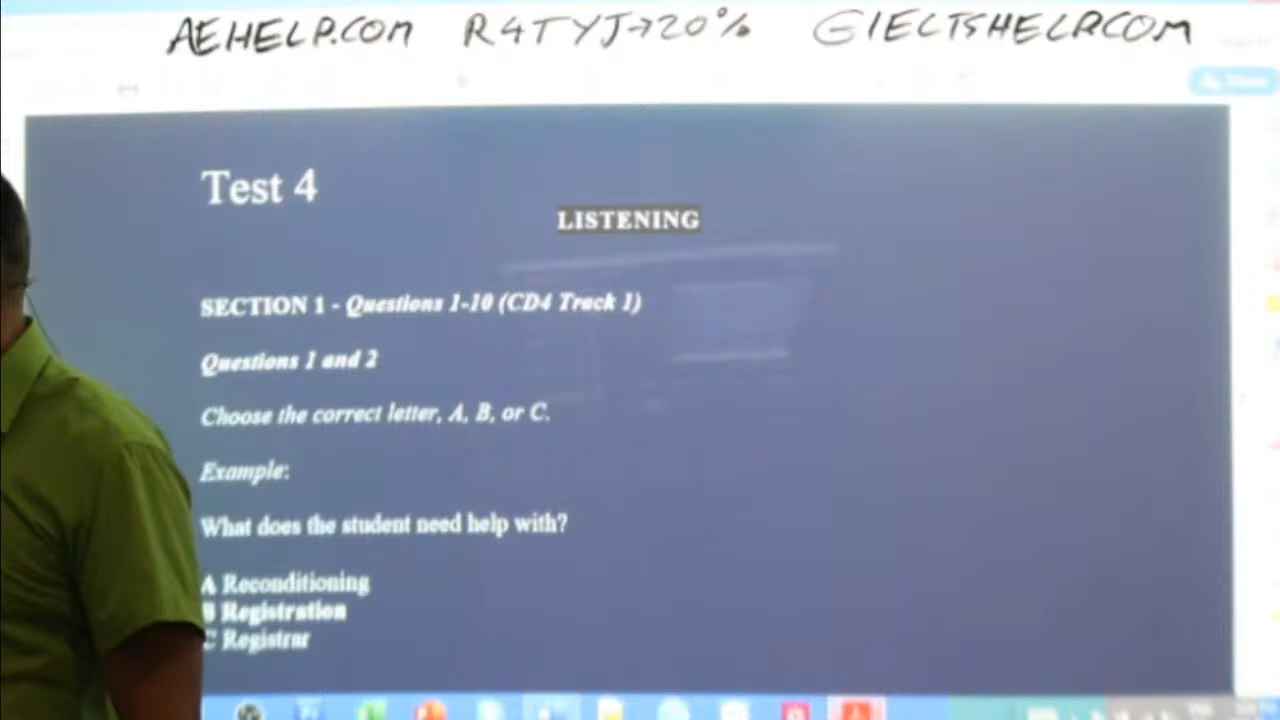 AEHELP.COM R4TYJ→20% GIELTSHELP.COM
Test 4
LISTENING
SECTION 1 - Questions 1-10 (CD4 Track 1)
Questions 1 and 2
Choose the correct letter, A, B, or C.
Example:
What does the student need help with?
A Reconditioning
B Registration
C Registrar